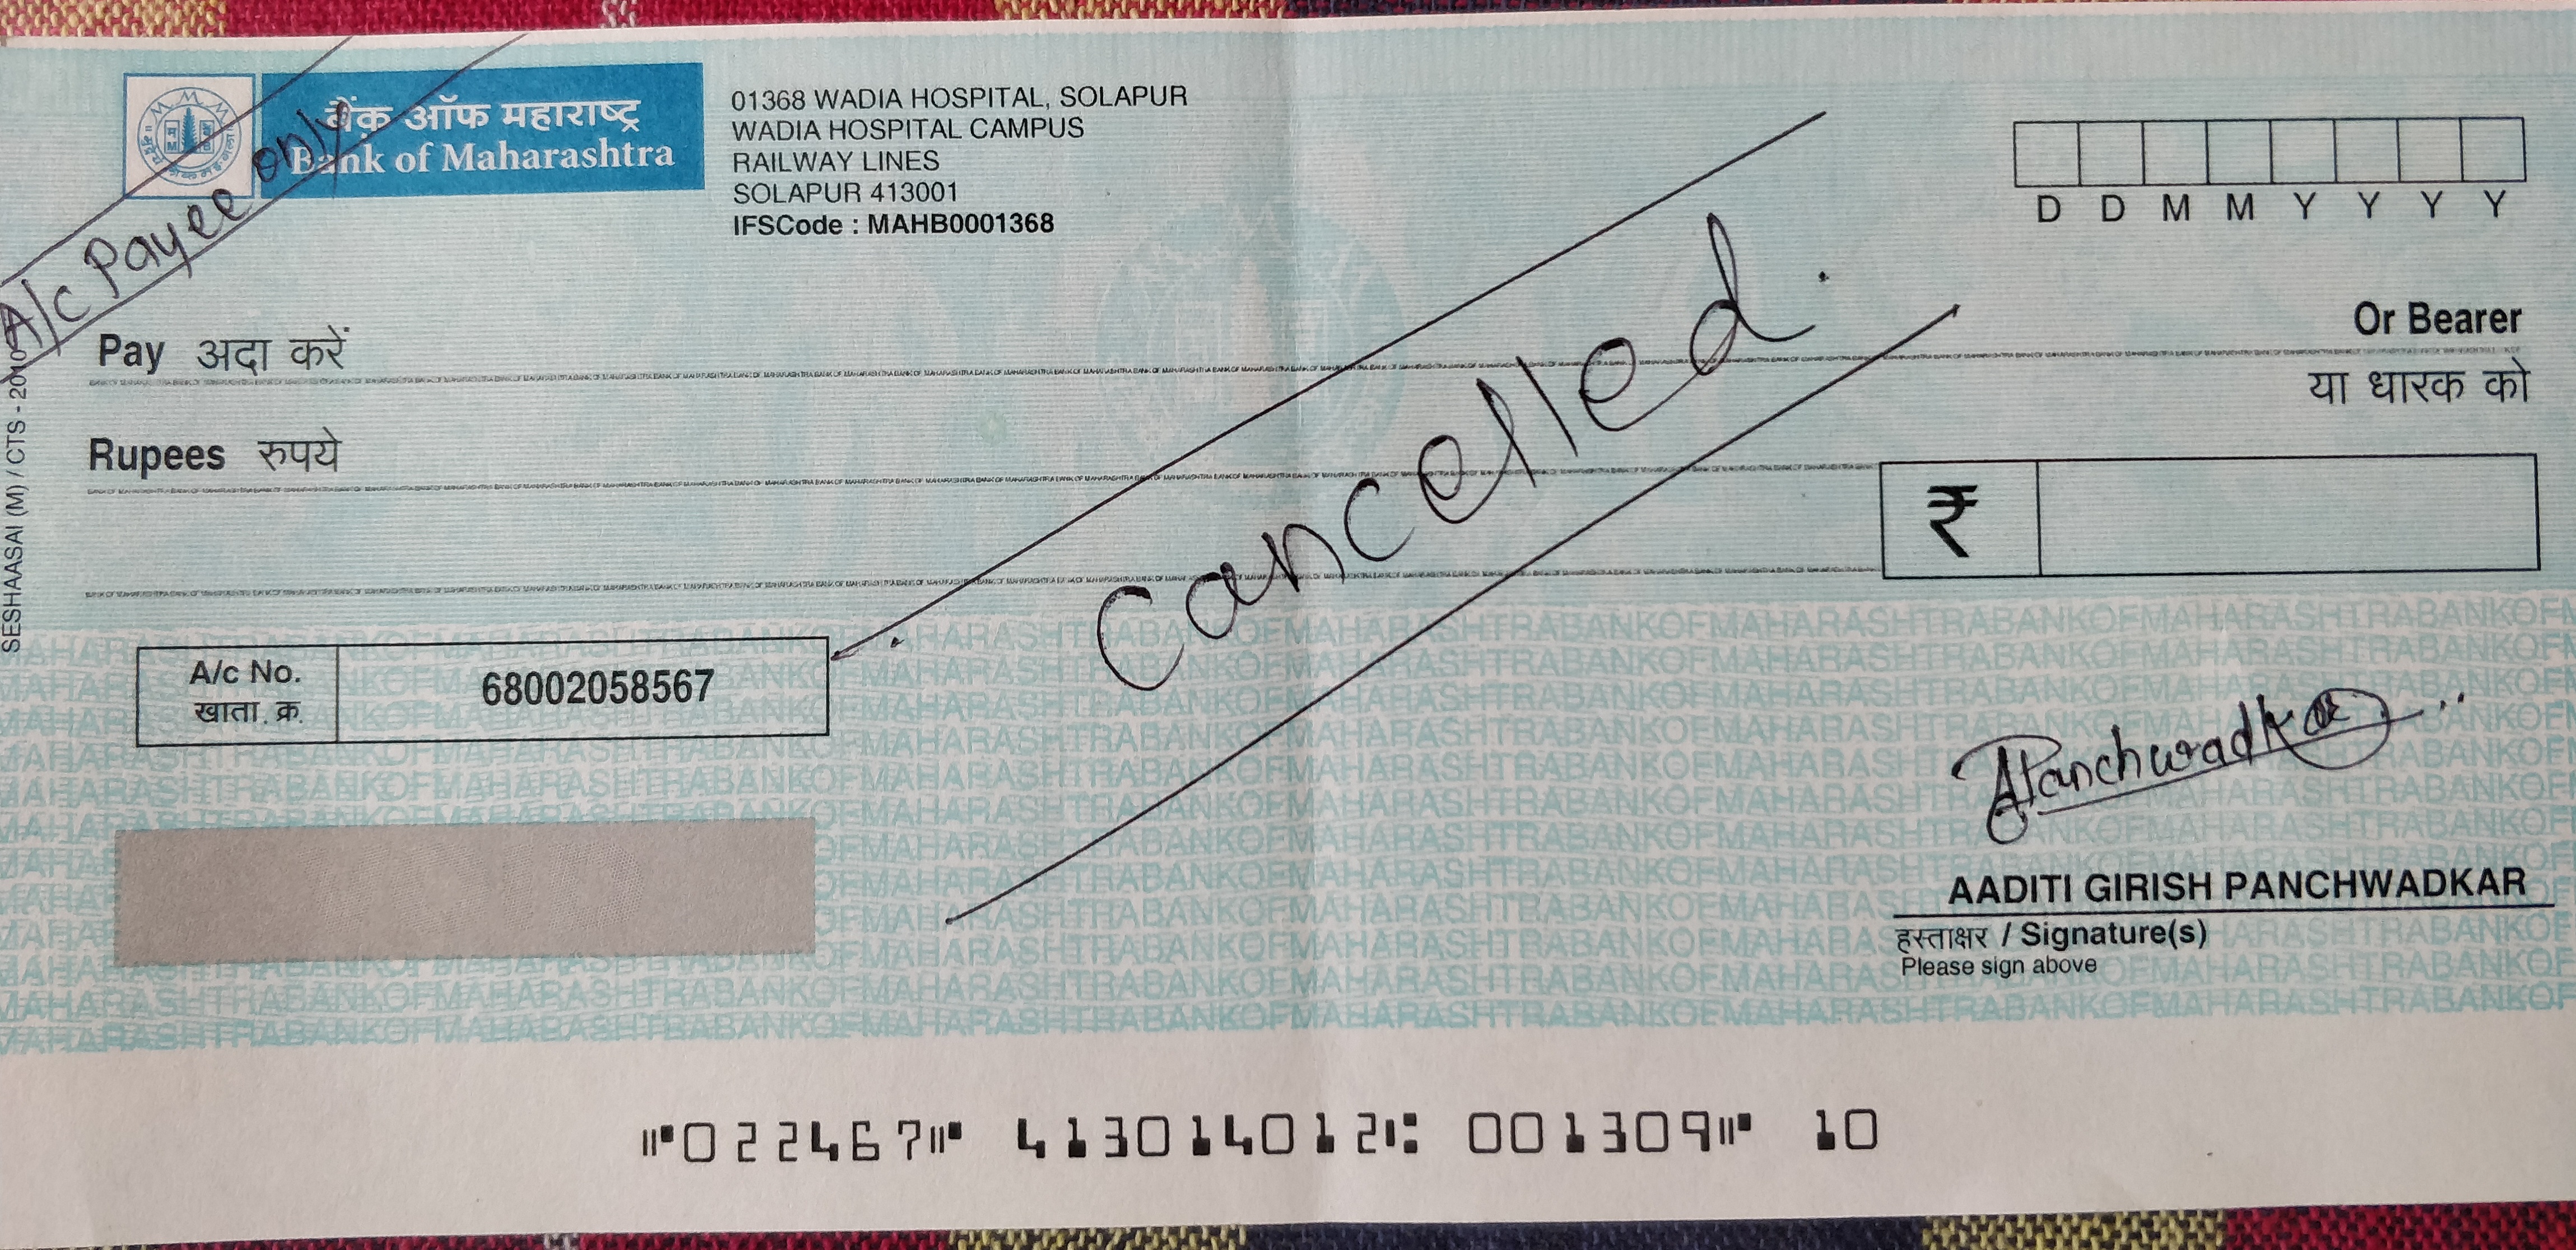 A/c Payee only
बैंक ऑफ महाराष्ट्र
Bank of Maharashtra
01368 WADIA HOSPITAL, SOLAPUR
WADIA HOSPITAL CAMPUS
RAILWAY LINES
SOLAPUR 413001
IFSCode : MAHB0001368
D D M M Y Y Y Y
Pay अदा करें
Or Bearer
या धारक को
Rupees रुपये
₹
Cancelled.
SESHAASAI (M) / CTS - 2010
A/c No.
खाता. क्र.
68002058567
APanchwadkar
AADITI GIRISH PANCHWADKAR
हस्ताक्षर / Signature(s)
Please sign above
⑈022467⑈ 413014012⑆ 001309⑈ 10